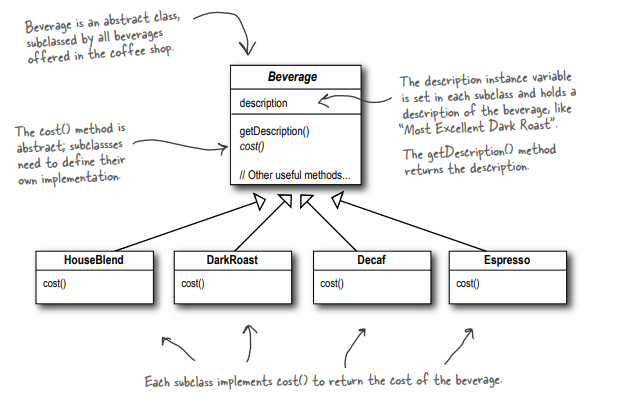 Beverage is an abstract class,
subclassed by all beverages
offered in the coffee shop.
Beverage
description
getDescription()
cost()
// Other useful methods...
The cost() method is
abstract; subclassses
need to define their
own implementation.
The description instance variable
is set in each subclass and holds a
description of the beverage, like
“Most Excellent Dark Roast”.
The getDescription() method
returns the description.
HouseBlend
cost()
DarkRoast
cost()
Decaf
cost()
Espresso
cost()
Each subclass implements cost() to return the cost of the beverage.